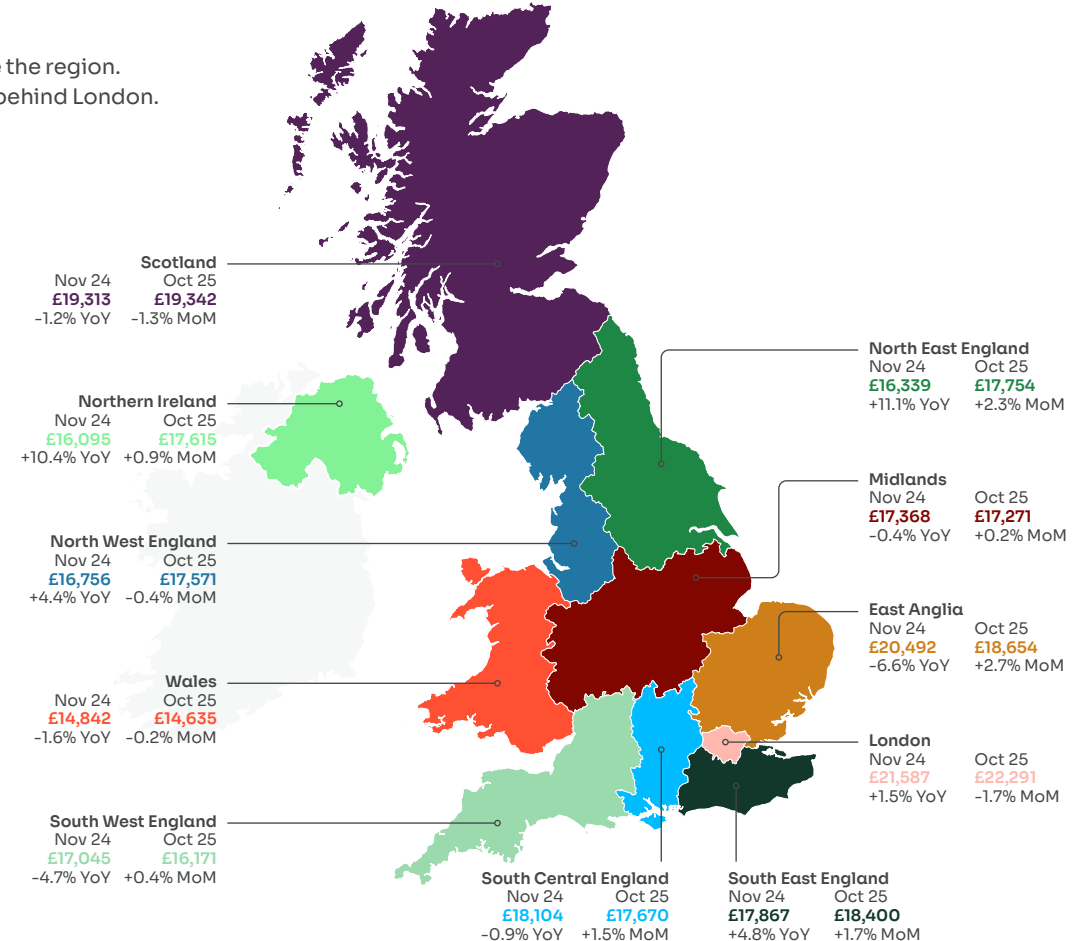 the region.
behind London.
Scotland
Nov 24 Oct 25
£19,313 £19,342
-1.2% YoY -1.3% MoM
Northern Ireland
Nov 24 Oct 25
£16,095 £17,615
+10.4% YoY +0.9% MoM
North West England
Nov 24 Oct 25
£16,756 £17,571
+4.4% YoY -0.4% MoM
Wales
Nov 24 Oct 25
£14,842 £14,635
-1.6% YoY -0.2% MoM
South West England
Nov 24 Oct 25
£17,045 £16,171
-4.7% YoY +0.4% MoM
North East England
Nov 24 Oct 25
£16,339 £17,754
+11.1% YoY +2.3% MoM
Midlands
Nov 24 Oct 25
£17,368 £17,271
-0.4% YoY +0.2% MoM
East Anglia
Nov 24 Oct 25
£20,492 £18,654
-6.6% YoY +2.7% MoM
London
Nov 24 Oct 25
£21,587 £22,291
+1.5% YoY -1.7% MoM
South Central England
Nov 24 Oct 25
£18,104 £17,670
-0.9% YoY +1.5% MoM
South East England
Nov 24 Oct 25
£17,867 £18,400
+4.8% YoY +1.7% MoM